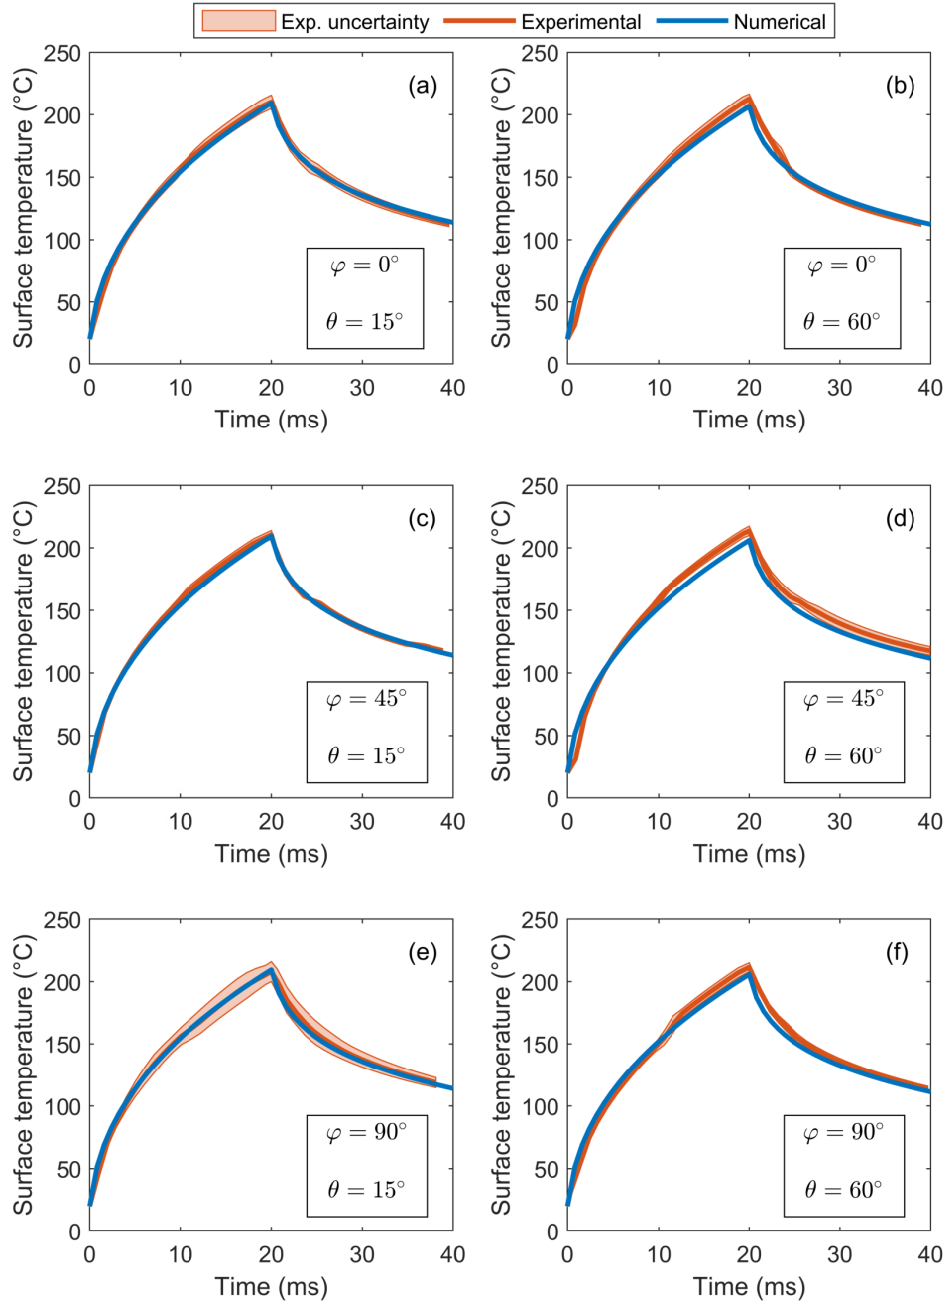 Exp. uncertainty Experimental Numerical
250
200
150
100
50
0
Surface temperature (°C)
(a)
φ = 0°
θ = 15°
0 10 20 30 40
Time (ms)
250
200
150
100
50
0
Surface temperature (°C)
(b)
φ = 0°
θ = 60°
0 10 20 30 40
Time (ms)
250
200
150
100
50
0
Surface temperature (°C)
(c)
φ = 45°
θ = 15°
0 10 20 30 40
Time (ms)
250
200
150
100
50
0
Surface temperature (°C)
(d)
φ = 45°
θ = 60°
0 10 20 30 40
Time (ms)
250
200
150
100
50
0
Surface temperature (°C)
(e)
φ = 90°
θ = 15°
0 10 20 30 40
Time (ms)
250
200
150
100
50
0
Surface temperature (°C)
(f)
φ = 90°
θ = 60°
0 10 20 30 40
Time (ms)